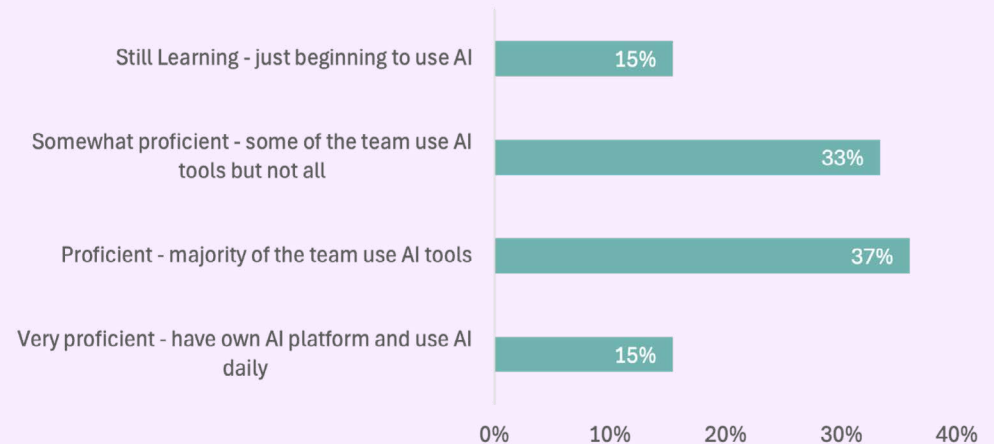 Still Learning - just beginning to use AI
15%
Somewhat proficient - some of the team use AI
tools but not all
33%
Proficient - majority of the team use AI tools
37%
Very proficient - have own AI platform and use AI
daily
15%
0% 10% 20% 30% 40%